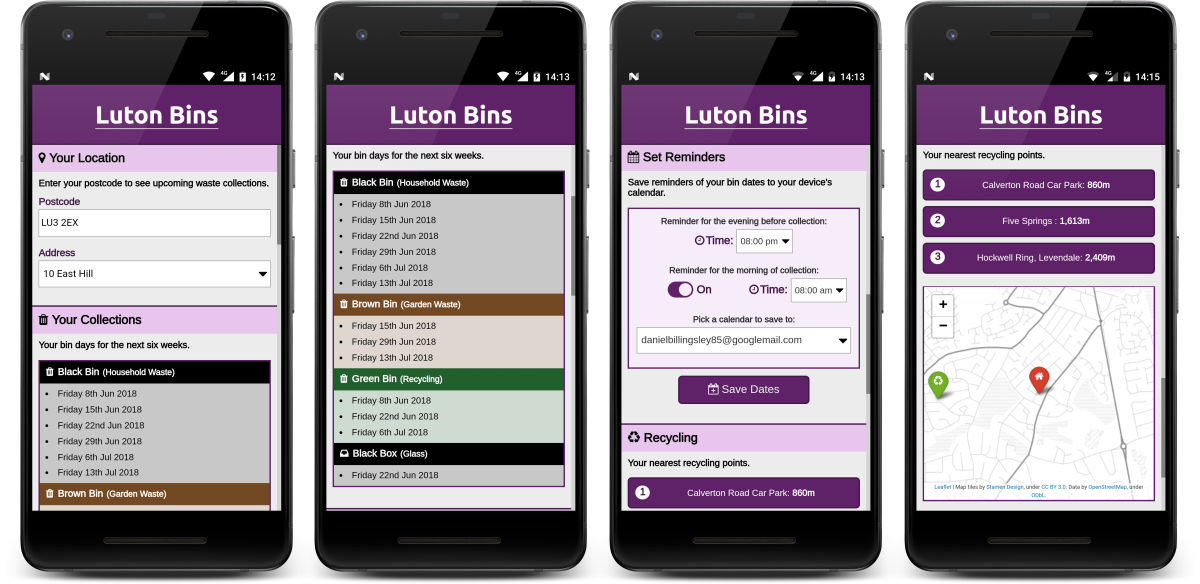 4G 14:12
Luton Bins
Your Location
Enter your postcode to see upcoming waste collections.
Postcode
LU3 2EX
Address
10 East Hill
Your Collections
Your bin days for the next six weeks.
Black Bin (Household Waste)
• Friday 8th Jun 2018
• Friday 15th Jun 2018
• Friday 22nd Jun 2018
• Friday 29th Jun 2018
• Friday 6th Jul 2018
• Friday 13th Jul 2018
Brown Bin (Garden Waste)
4G 14:13
Luton Bins
Your bin days for the next six weeks.
Black Bin (Household Waste)
• Friday 8th Jun 2018
• Friday 15th Jun 2018
• Friday 22nd Jun 2018
• Friday 29th Jun 2018
• Friday 6th Jul 2018
• Friday 13th Jul 2018
Brown Bin (Garden Waste)
• Friday 15th Jun 2018
• Friday 29th Jun 2018
• Friday 13th Jul 2018
Green Bin (Recycling)
• Friday 8th Jun 2018
• Friday 22nd Jun 2018
• Friday 6th Jul 2018
Black Box (Glass)
• Friday 22nd Jun 2018
4G 14:13
Luton Bins
Set Reminders
Save reminders of your bin dates to your device's
calendar.
Reminder for the evening before collection:
Time: 08:00 pm
Reminder for the morning of collection:
On Time: 08:00 am
Pick a calendar to save to:
danielbillingsley85@googlemail.com
Save Dates
Recycling
Your nearest recycling points.
1 Calverton Road Car Park: 860m
4G 14:15
Luton Bins
Your nearest recycling points.
1 Calverton Road Car Park: 860m
2 Five Springs : 1,613m
3 Hockwell Ring, Levendale: 2,409m
+
−
Leaflet | Map tiles by Stamen Design, under CC BY 3.0. Data by OpenStreetMap, under
ODbL.